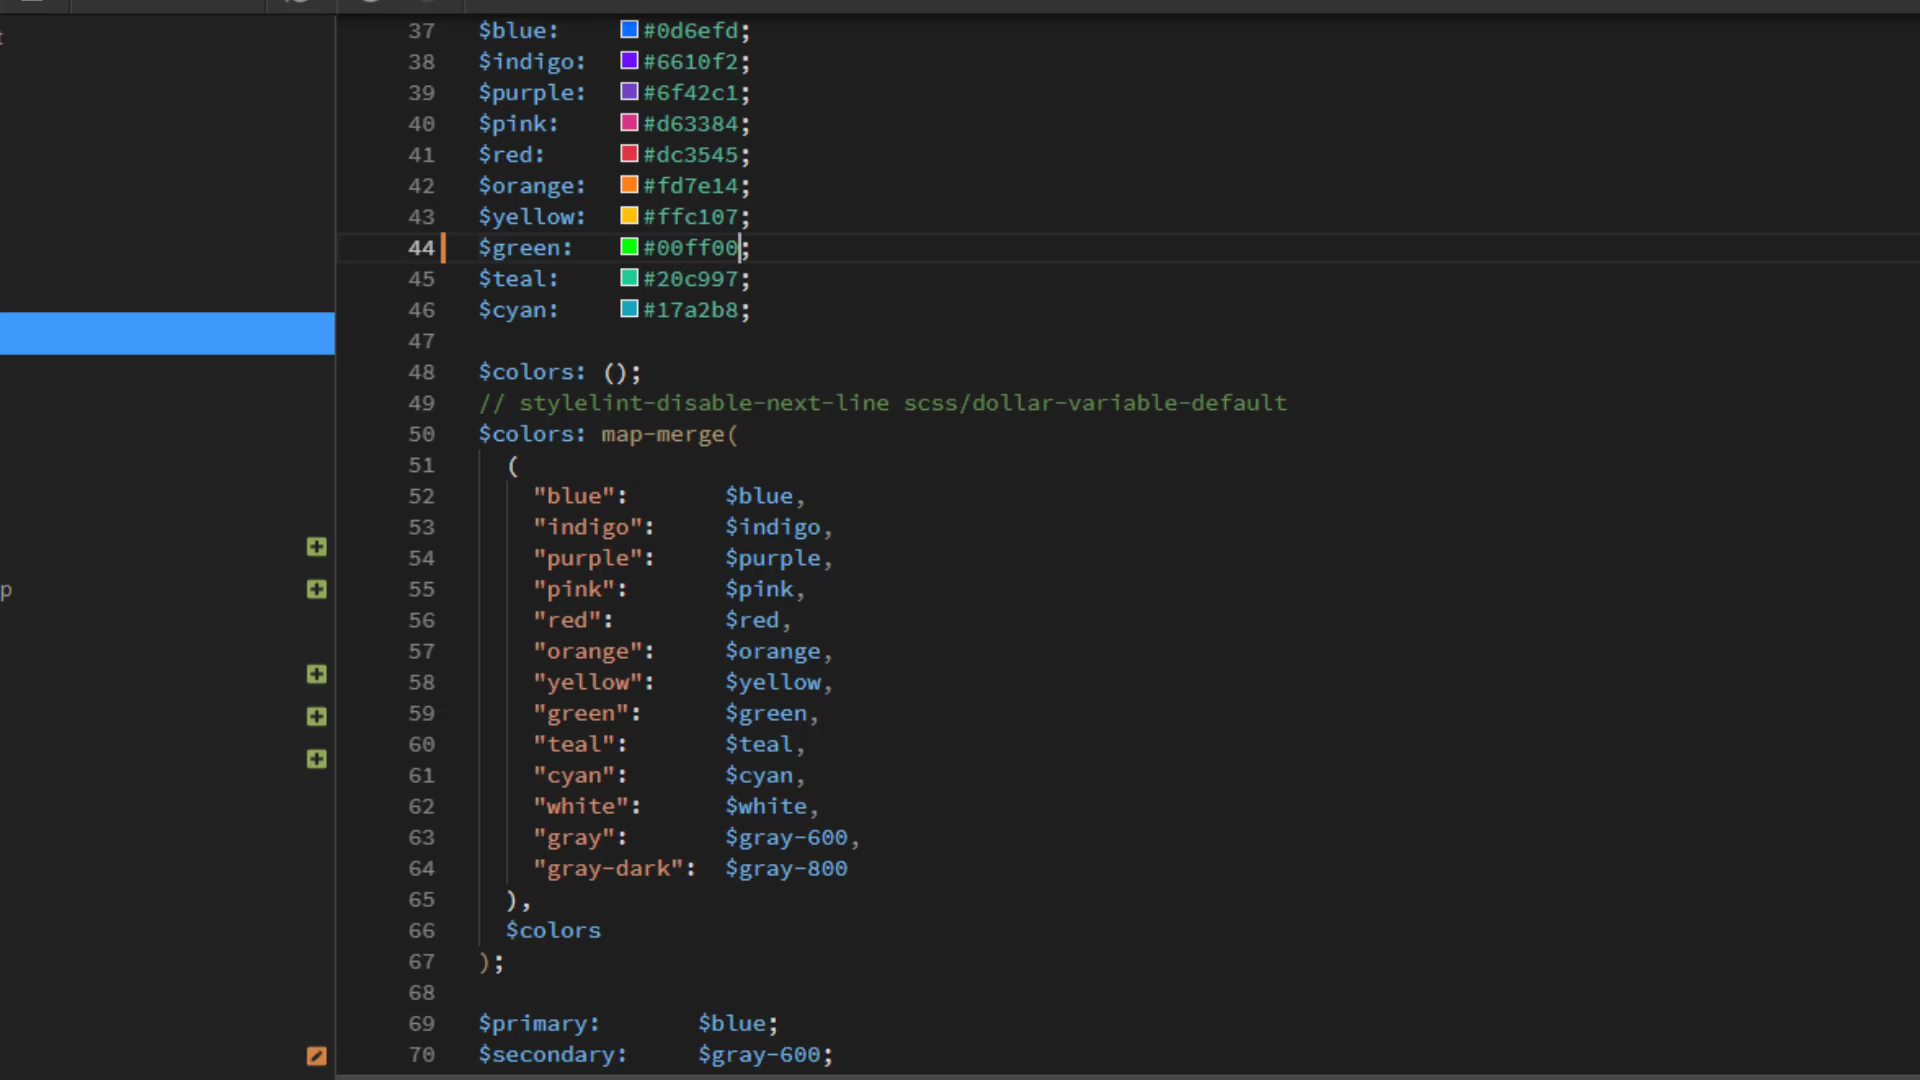 t
p
37 $blue: #0d6efd;
38 $indigo: #6610f2;
39 $purple: #6f42c1;
40 $pink: #d63384;
41 $red: #dc3545;
42 $orange: #fd7e14;
43 $yellow: #ffc107;
44 $green: #00ff00;
45 $teal: #20c997;
46 $cyan: #17a2b8;
47
48 $colors: ();
49 // stylelint-disable-next-line scss/dollar-variable-default
50 $colors: map-merge(
51 (
52 "blue": $blue,
53 "indigo": $indigo,
54 "purple": $purple,
55 "pink": $pink,
56 "red": $red,
57 "orange": $orange,
58 "yellow": $yellow,
59 "green": $green,
60 "teal": $teal,
61 "cyan": $cyan,
62 "white": $white,
63 "gray": $gray-600,
64 "gray-dark": $gray-800
65 ),
66 $colors
67 );
68
69 $primary: $blue;
70 $secondary: $gray-600;